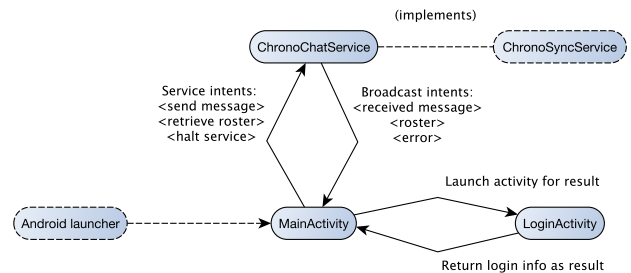 (implements)
ChronoChatService
ChronoSyncService
Service intents:
<send message>
<retrieve roster>
<halt service>
Broadcast intents:
<received message>
<roster>
<error>
Launch activity for result
Android launcher
MainActivity
LoginActivity
Return login info as result